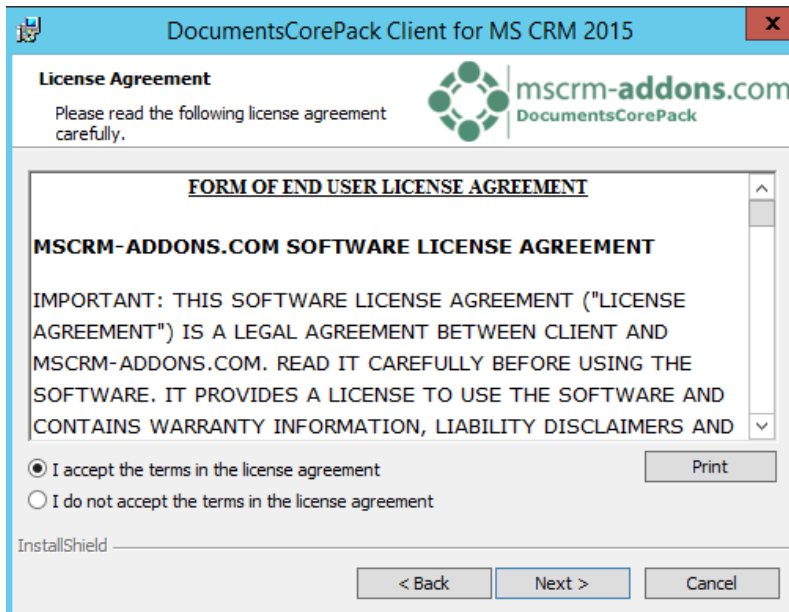 DocumentsCorePack Client for MS CRM 2015
x
License Agreement
Please read the following license agreement
carefully.
mscrm-addons.com
DocumentsCorePack
FORM OF END USER LICENSE AGREEMENT
MSCRM-ADDONS.COM SOFTWARE LICENSE AGREEMENT
IMPORTANT: THIS SOFTWARE LICENSE AGREEMENT ("LICENSE
AGREEMENT") IS A LEGAL AGREEMENT BETWEEN CLIENT AND
MSCRM-ADDONS.COM. READ IT CAREFULLY BEFORE USING THE
SOFTWARE. IT PROVIDES A LICENSE TO USE THE SOFTWARE AND
CONTAINS WARRANTY INFORMATION, LIABILITY DISCLAIMERS AND
I accept the terms in the license agreement
Print
I do not accept the terms in the license agreement
InstallShield
< Back
Next >
Cancel